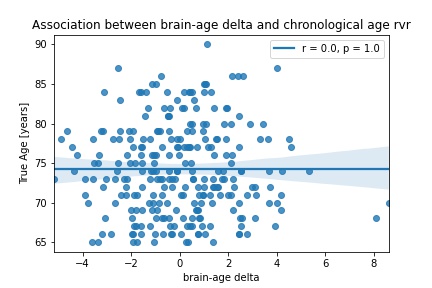 Association between brain-age delta and chronological age rvr
r = 0.0, p = 1.0
True Age [years]
90
85
80
75
70
65
−4 −2 0 2 4 6 8
brain-age delta